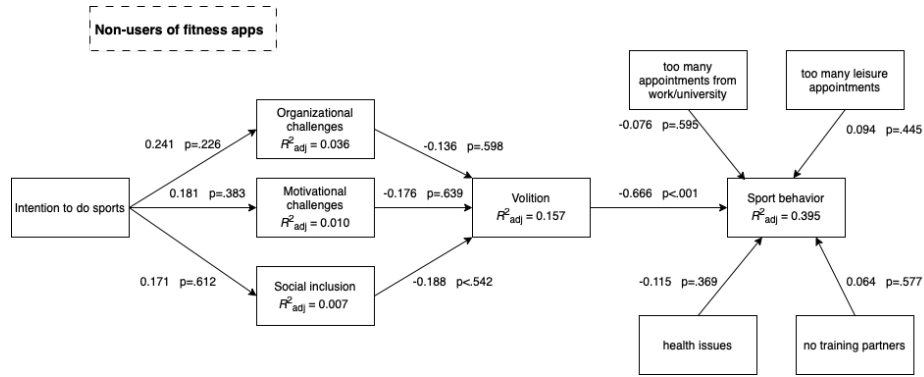 Non-users of fitness apps
too many
appointments from
work/university
too many leisure
appointments
-0.076 p=.595
0.094 p=.445
Organizational
challenges
R²adj = 0.036
0.241 p=.226
-0.136 p=.598
Intention to do sports
0.181 p=.383
Motivational
challenges
R²adj = 0.010
-0.176 p=.639
Volition
R²adj = 0.157
-0.666 p<.001
Sport behavior
R²adj = 0.395
0.171 p=.612
Social inclusion
R²adj = 0.007
-0.188 p<.542
-0.115 p=.369
0.064 p=.577
health issues
no training partners